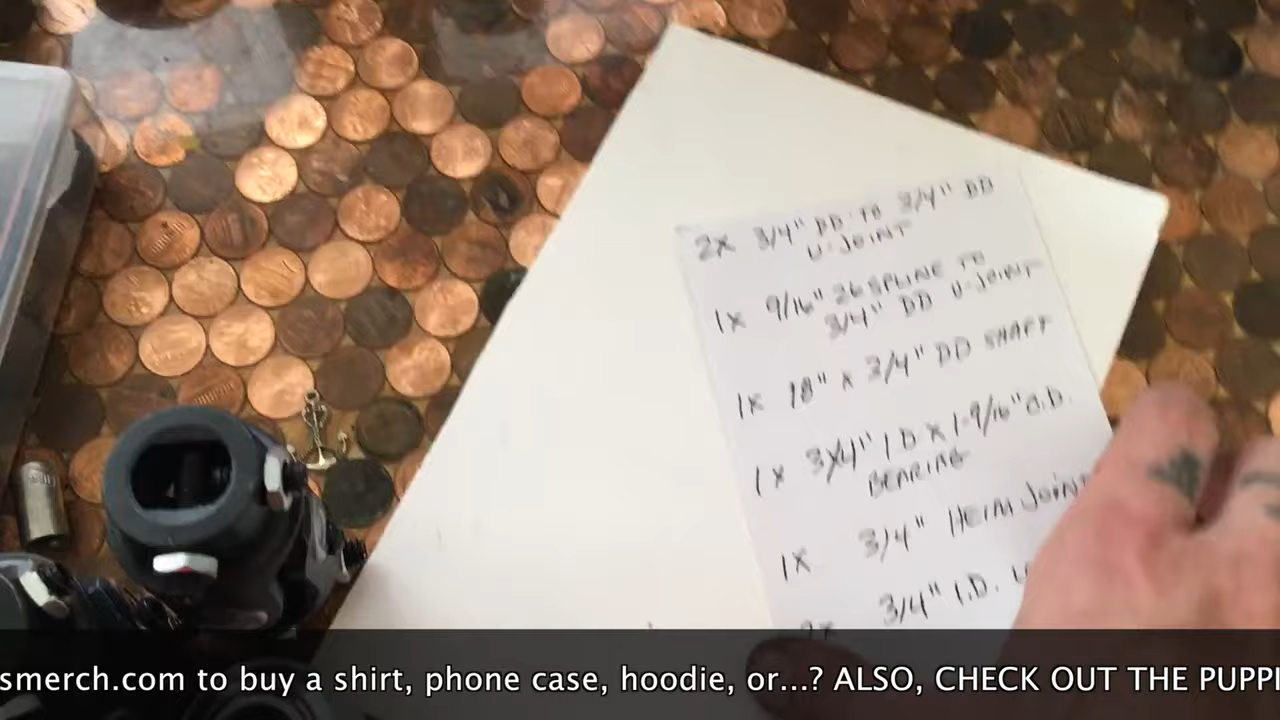 2X 3/4" DD TO 3/4" DD
U-JOINT
1X 9/16" 26 SPLINE TO
3/4" DD U-JOINT
1X 18" X 3/4" DD SHAFT
1X 3/4" ID X 1-9/16" O.D.
BEARING
1X 3/4" HEIM JOINT
3/4" I.D.
smerch.com to buy a shirt, phone case, hoodie, or...? ALSO, CHECK OUT THE PUPPI